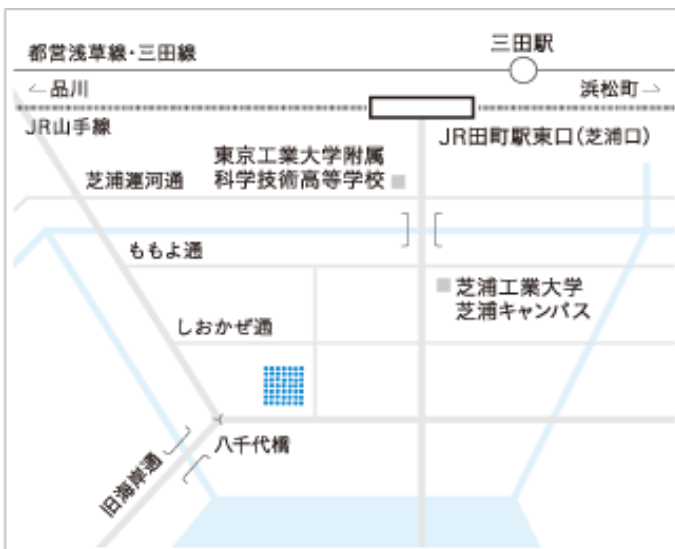 都営浅草線・三田線
三田駅
←品川
浜松町→
JR山手線
JR田町駅東口(芝浦口)
東京工業大学附属
科学技術高等学校
芝浦運河通
ももよ通
芝浦工業大学
芝浦キャンパス
しおかぜ通
八千代橋
旧海岸通